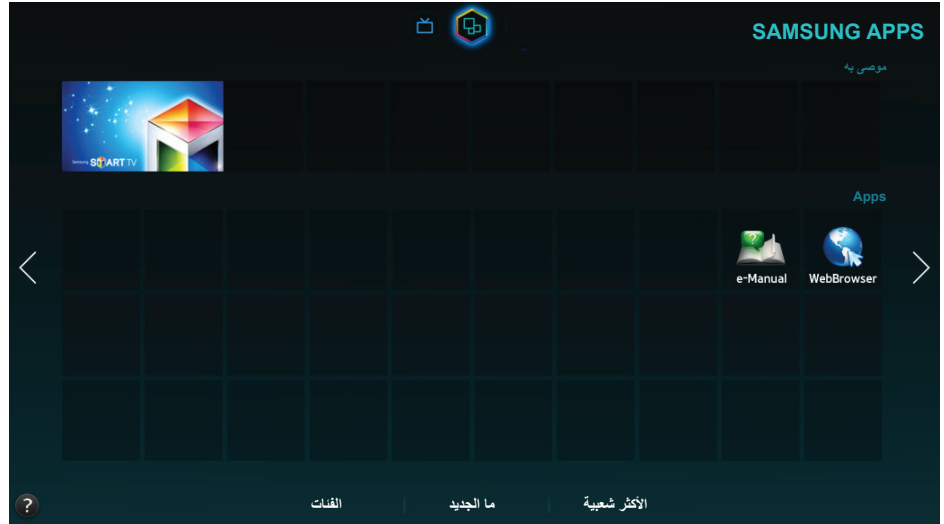 SAMSUNG APPS
موصى به
Samsung SMART TV
Apps
WebBrowser
e-Manual
الأكثر شعبية
ما الجديد
الفئات
?